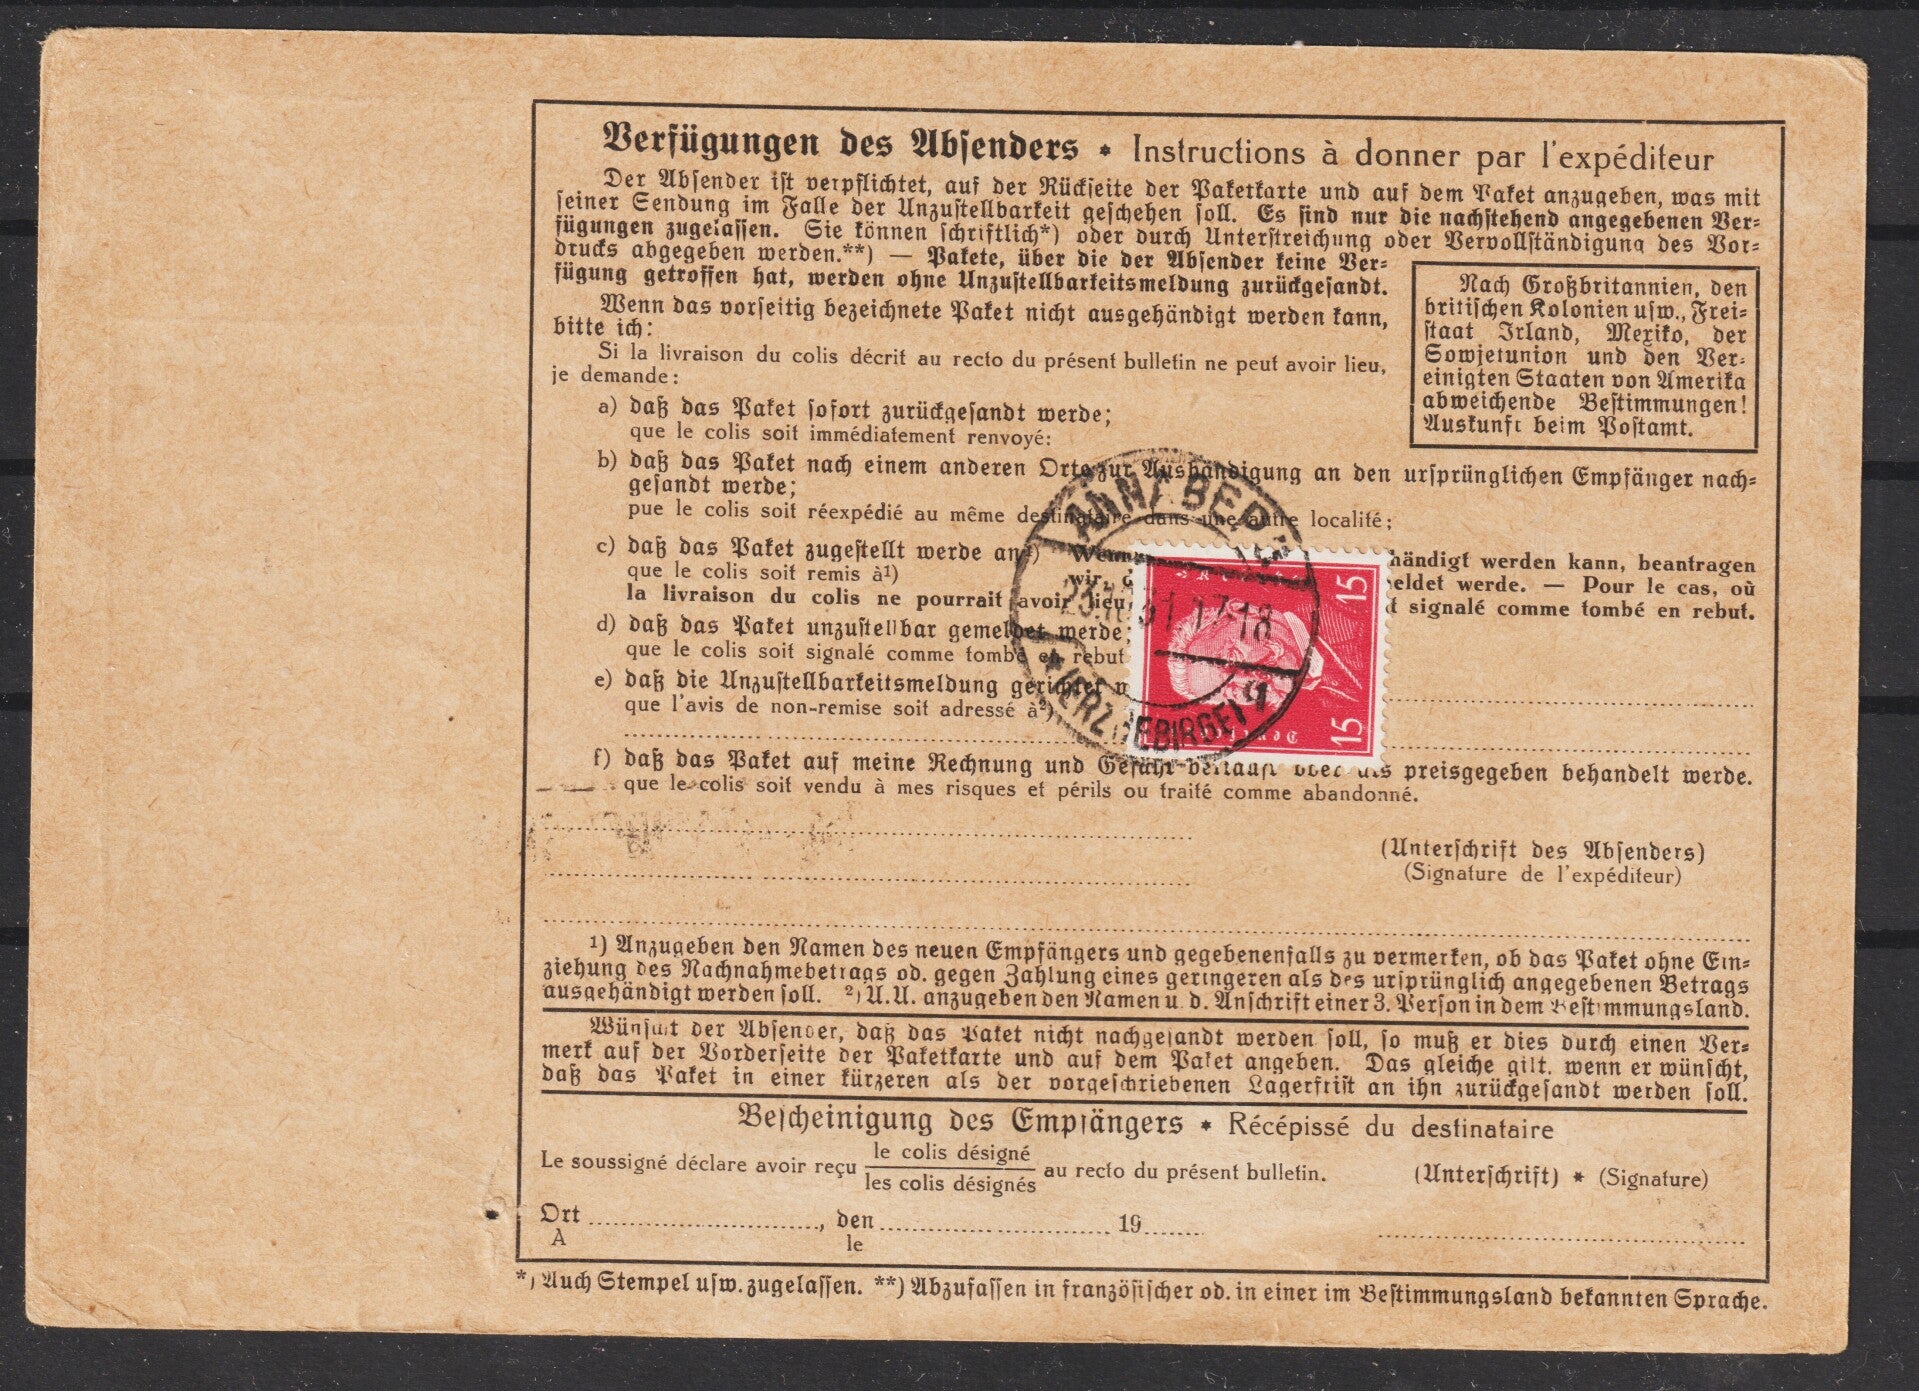 Verfügungen des Absenders * Instructions à donner par l'expéditeur
Der Absender ist verpflichtet, auf der Rückseite der Paketkarte und auf dem Paket anzugeben, was mit
seiner Sendung im Falle der Unzustellbarkeit geschehen soll. Es sind nur die nachstehend angegebenen Ver=
fügungen zugelassen. Sie können schriftlich*) oder durch Unterstreichung oder Vervollständigung des Vor=
drucks abgegeben werden.**) — Pakete, über die der Absender keine Ver=
fügung getroffen hat, werden ohne Unzustellbarkeitsmeldung zurückgesandt.
Wenn das vorseitig bezeichnete Paket nicht ausgehändigt werden kann,
bitte ich:
Si la livraison du colis décrit au recto du présent bulletin ne peut avoir lieu,
je demande:
Nach Großbritannien, den
britischen Kolonien usw., Frei=
staat Irland, Mexiko, der
Sowjetunion und den Ver=
einigten Staaten von Amerika
abweichende Bestimmungen!
Auskunft beim Postamt.
a) daß das Paket sofort zurückgesandt werde;
que le colis soit immédiatement renvoyé:
b) daß das Paket nach einem anderen Orte zur Aushändigung an den ursprünglichen Empfänger nach=
gesandt werde;
pue le colis soit réexpédié au même destinataire dans une autre localité;
c) daß das Paket zugestellt werde an¹) Wenn händigt werden kann, beantragen
que le colis soit remis à¹) wir, eldet werde. — Pour le cas, où
la livraison du colis ne pourrait avoir lieu signalé comme tombé en rebut.
d) daß das Paket unzustellbar gemeldet werde;
que le colis soit signalé comme tombé en rebut
e) daß die Unzustellbarkeitsmeldung gerichtet
que l'avis de non-remise soit adressé à²)
f) daß das Paket auf meine Rechnung und Gefahr verkauft oder als preisgegeben behandelt werde.
que le colis soit vendu à mes risques et périls ou traité comme abandonné.
ANNABERG
17-18
* (ERZGEBIRGE) q
15
15
(Unterschrift des Absenders)
(Signature de l'expéditeur)
¹) Anzugeben den Namen des neuen Empfängers und gegebenenfalls zu vermerken, ob das Paket ohne Ein=
ziehung des Nachnahmebetrags od. gegen Zahlung eines geringeren als des ursprünglich angegebenen Betrags
ausgehändigt werden soll. ²) U. U. anzugeben den Namen u. d. Anschrift einer 3. Person in dem Bestimmungsland.
Wünscht der Absender, daß das Paket nicht nachgesandt werden soll, so muß er dies durch einen Ver=
merk auf der Vorderseite der Paketkarte und auf dem Paket angeben. Das gleiche gilt, wenn er wünscht,
daß das Paket in einer kürzeren als der vorgeschriebenen Lagerfrist an ihn zurückgesandt werden soll.
Bescheinigung des Empfängers * Récépissé du destinataire
Le soussigné déclare avoir reçu le colis désigné / les colis désignés au recto du présent bulletin.
(Unterschrift) * (Signature)
Ort ........, den ........ 19......
À le
*) Auch Stempel usw. zugelassen. **) Abzufassen in französischer od. in einer im Bestimmungsland bekannten Sprache.